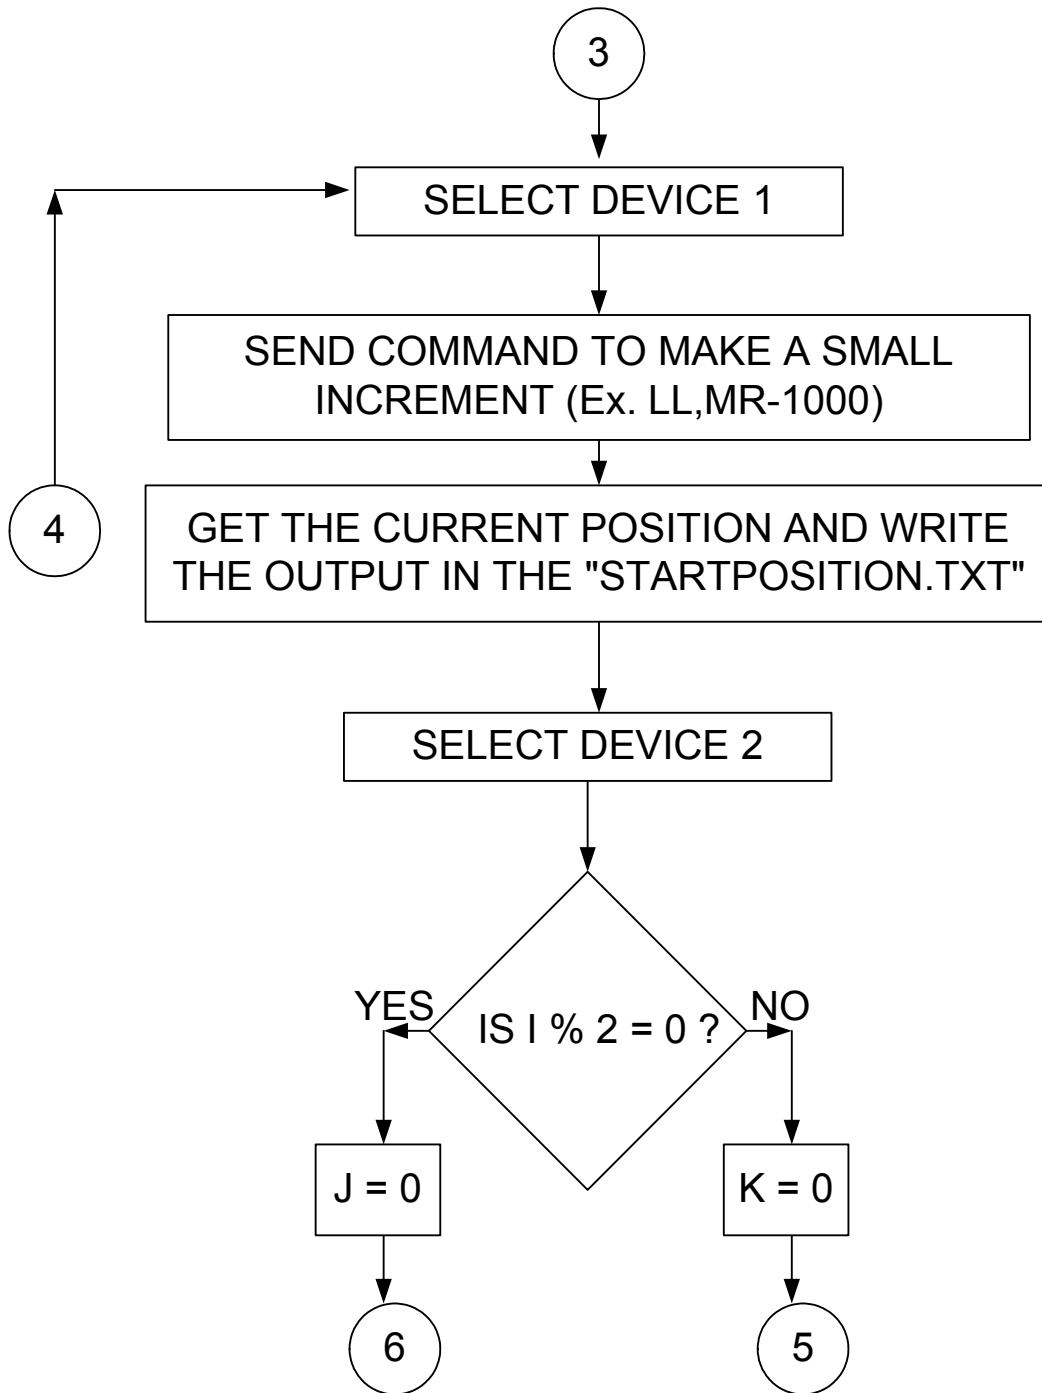 3
SELECT DEVICE 1
SEND COMMAND TO MAKE A SMALL
INCREMENT (Ex. LL,MR-1000)
4
GET THE CURRENT POSITION AND WRITE
THE OUTPUT IN THE "STARTPOSITION.TXT"
SELECT DEVICE 2
YES
IS I % 2 = 0 ?
NO
J = 0
K = 0
6
5